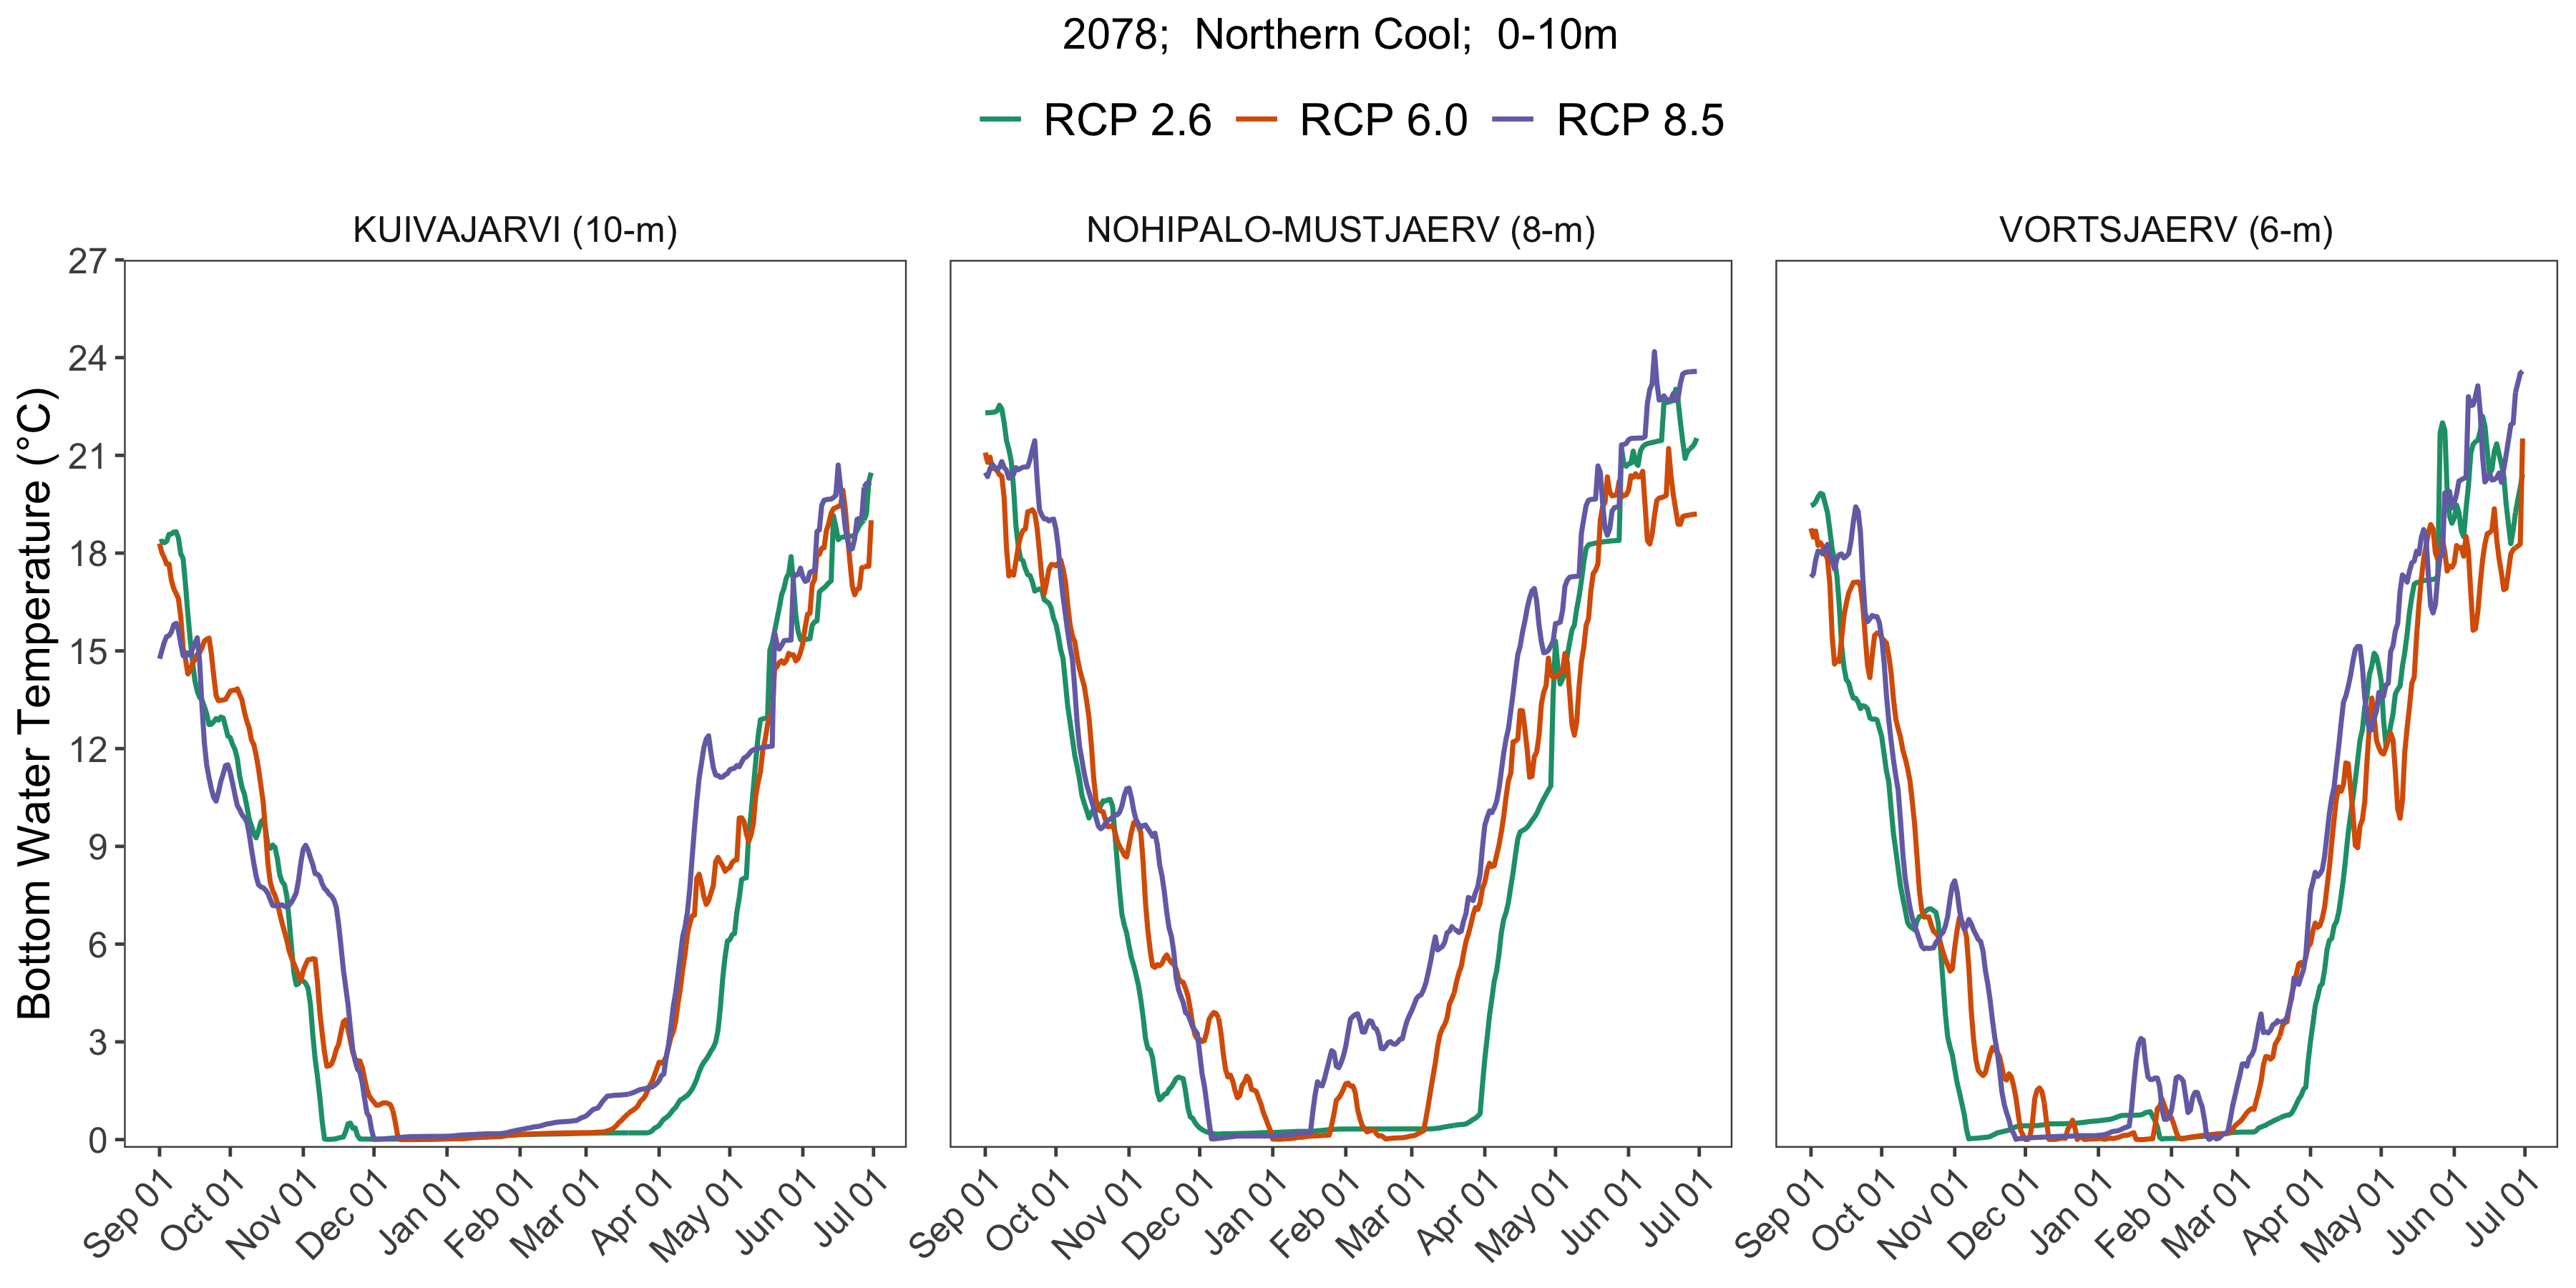 2078;  Northern Cool;  0-10m
RCP 2.6 RCP 6.0 RCP 8.5
KUIVAJARVI (10-m) NOHIPALO-MUSTJAERV (8-m) VORTSJAERV (6-m)
Bottom Water Temperature (°C)
27
24
21
18
15
12
9
6
3
0
Sep 01 Oct 01 Nov 01 Dec 01 Jan 01 Feb 01 Mar 01 Apr 01 May 01 Jun 01 Jul 01 Sep 01 Oct 01 Nov 01 Dec 01 Jan 01 Feb 01 Mar 01 Apr 01 May 01 Jun 01 Jul 01 Sep 01 Oct 01 Nov 01 Dec 01 Jan 01 Feb 01 Mar 01 Apr 01 May 01 Jun 01 Jul 01